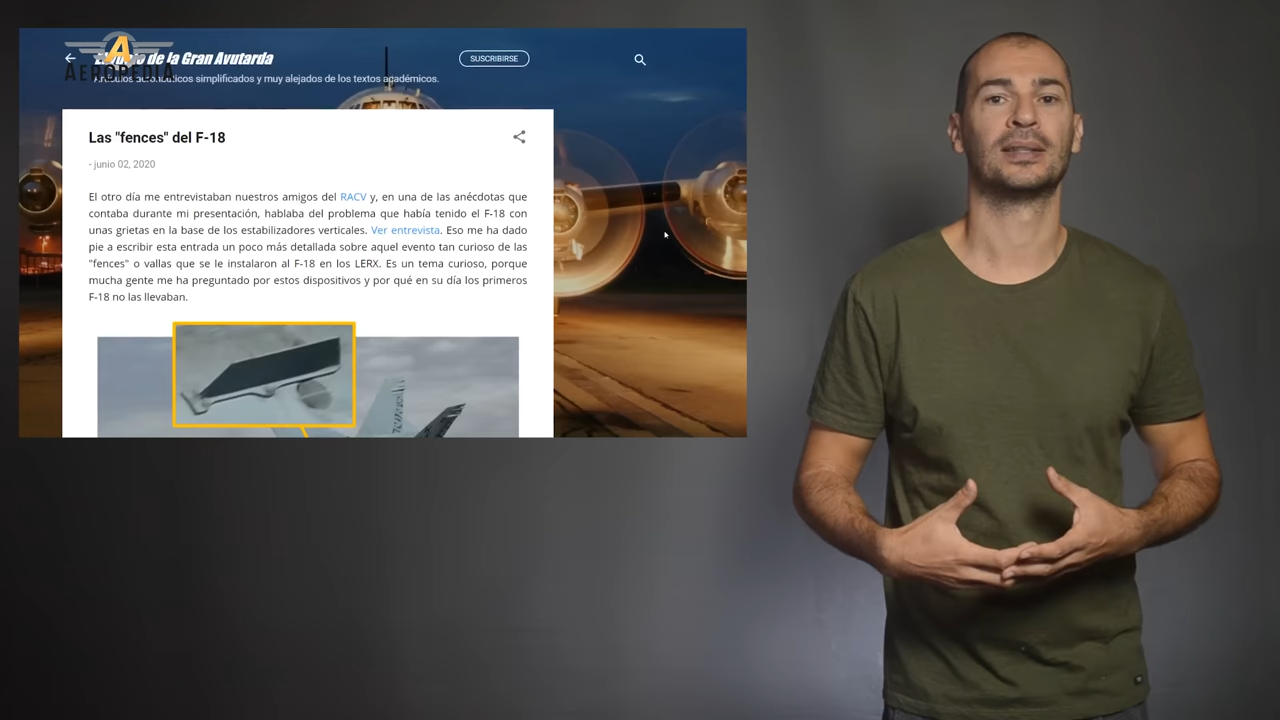 AEROPEDIA
de la Gran Avutarda
SUSCRIBIRSE
simplificados y muy alejados de los textos académicos.
Las "fences" del F-18
- junio 02, 2020
El otro día me entrevistaban nuestros amigos del RACV y, en una de las anécdotas que
contaba durante mi presentación, hablaba del problema que había tenido el F-18 con
unas grietas en la base de los estabilizadores verticales. Ver entrevista. Eso me ha dado
pie a escribir esta entrada un poco más detallada sobre aquel evento tan curioso de las
"fences" o vallas que se le instalaron al F-18 en los LERX. Es un tema curioso, porque
mucha gente me ha preguntado por estos dispositivos y por qué en su día los primeros
F-18 no las llevaban.